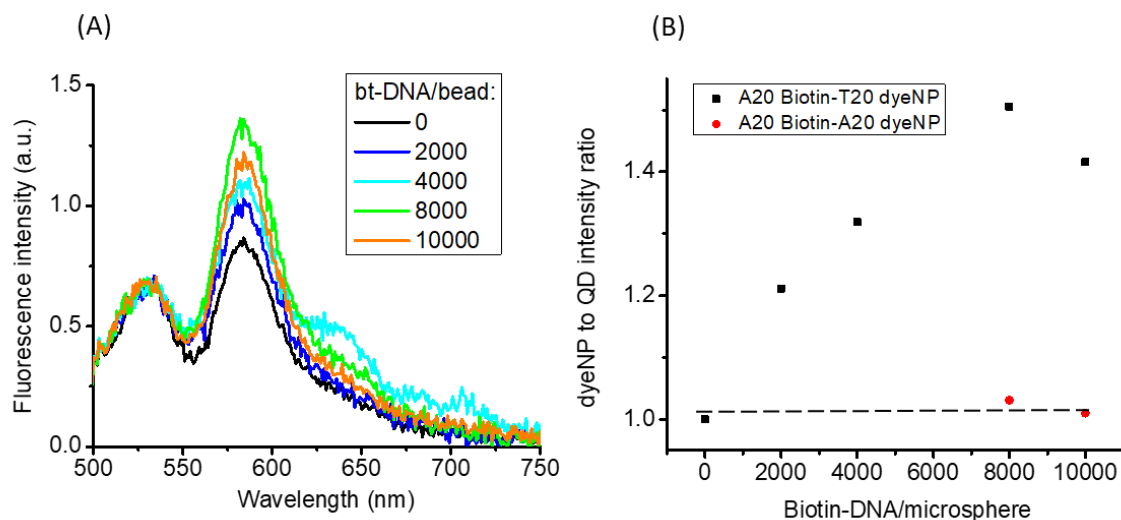 (A)
(B)
Fluorescence intensity (a.u.)
1.5
1.0
0.5
0.0
bt-DNA/bead:
0
2000
4000
8000
10000
500
550
600
650
700
750
Wavelength (nm)
dyeNP to QD intensity ratio
1.4
1.2
1.0
A20 Biotin-T20 dyeNP
A20 Biotin-A20 dyeNP
0
2000
4000
6000
8000
10000
Biotin-DNA/microsphere